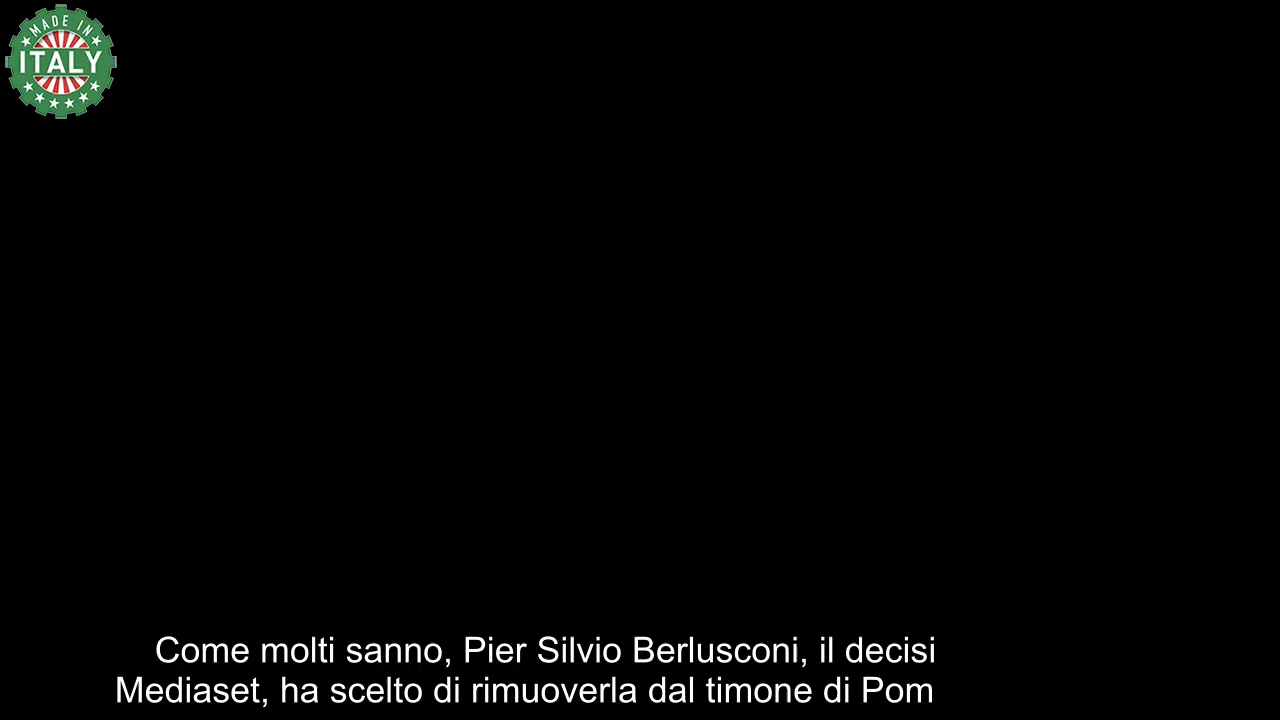 MADE IN
ITALY
Come molti sanno, Pier Silvio Berlusconi, il decisi
Mediaset, ha scelto di rimuoverla dal timone di Pom